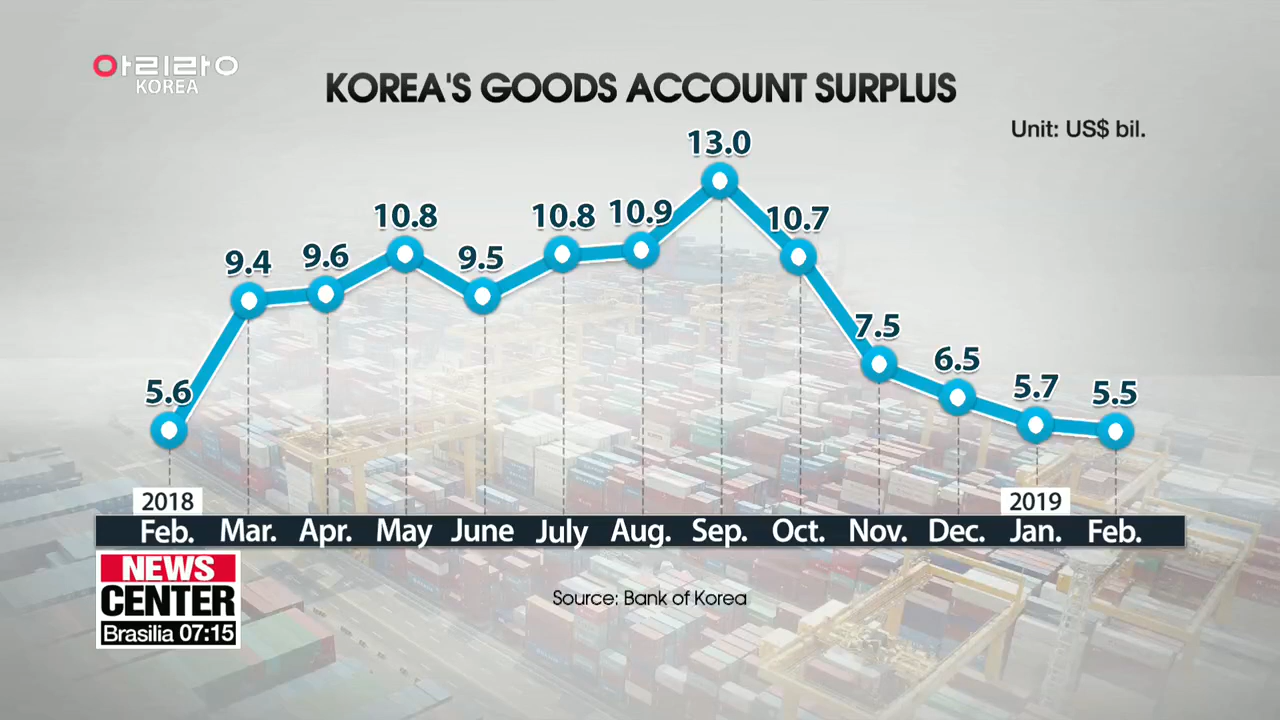 아리랑
KOREA
KOREA'S GOODS ACCOUNT SURPLUS
Unit: US$ bil.
5.6
9.4
9.6
10.8
9.5
10.8
10.9
13.0
10.7
7.5
6.5
5.7
5.5
2018
2019
Feb. Mar. Apr. May June July Aug. Sep. Oct. Nov. Dec. Jan. Feb.
NEWS
CENTER
Brasilia 07:15
Source: Bank of Korea